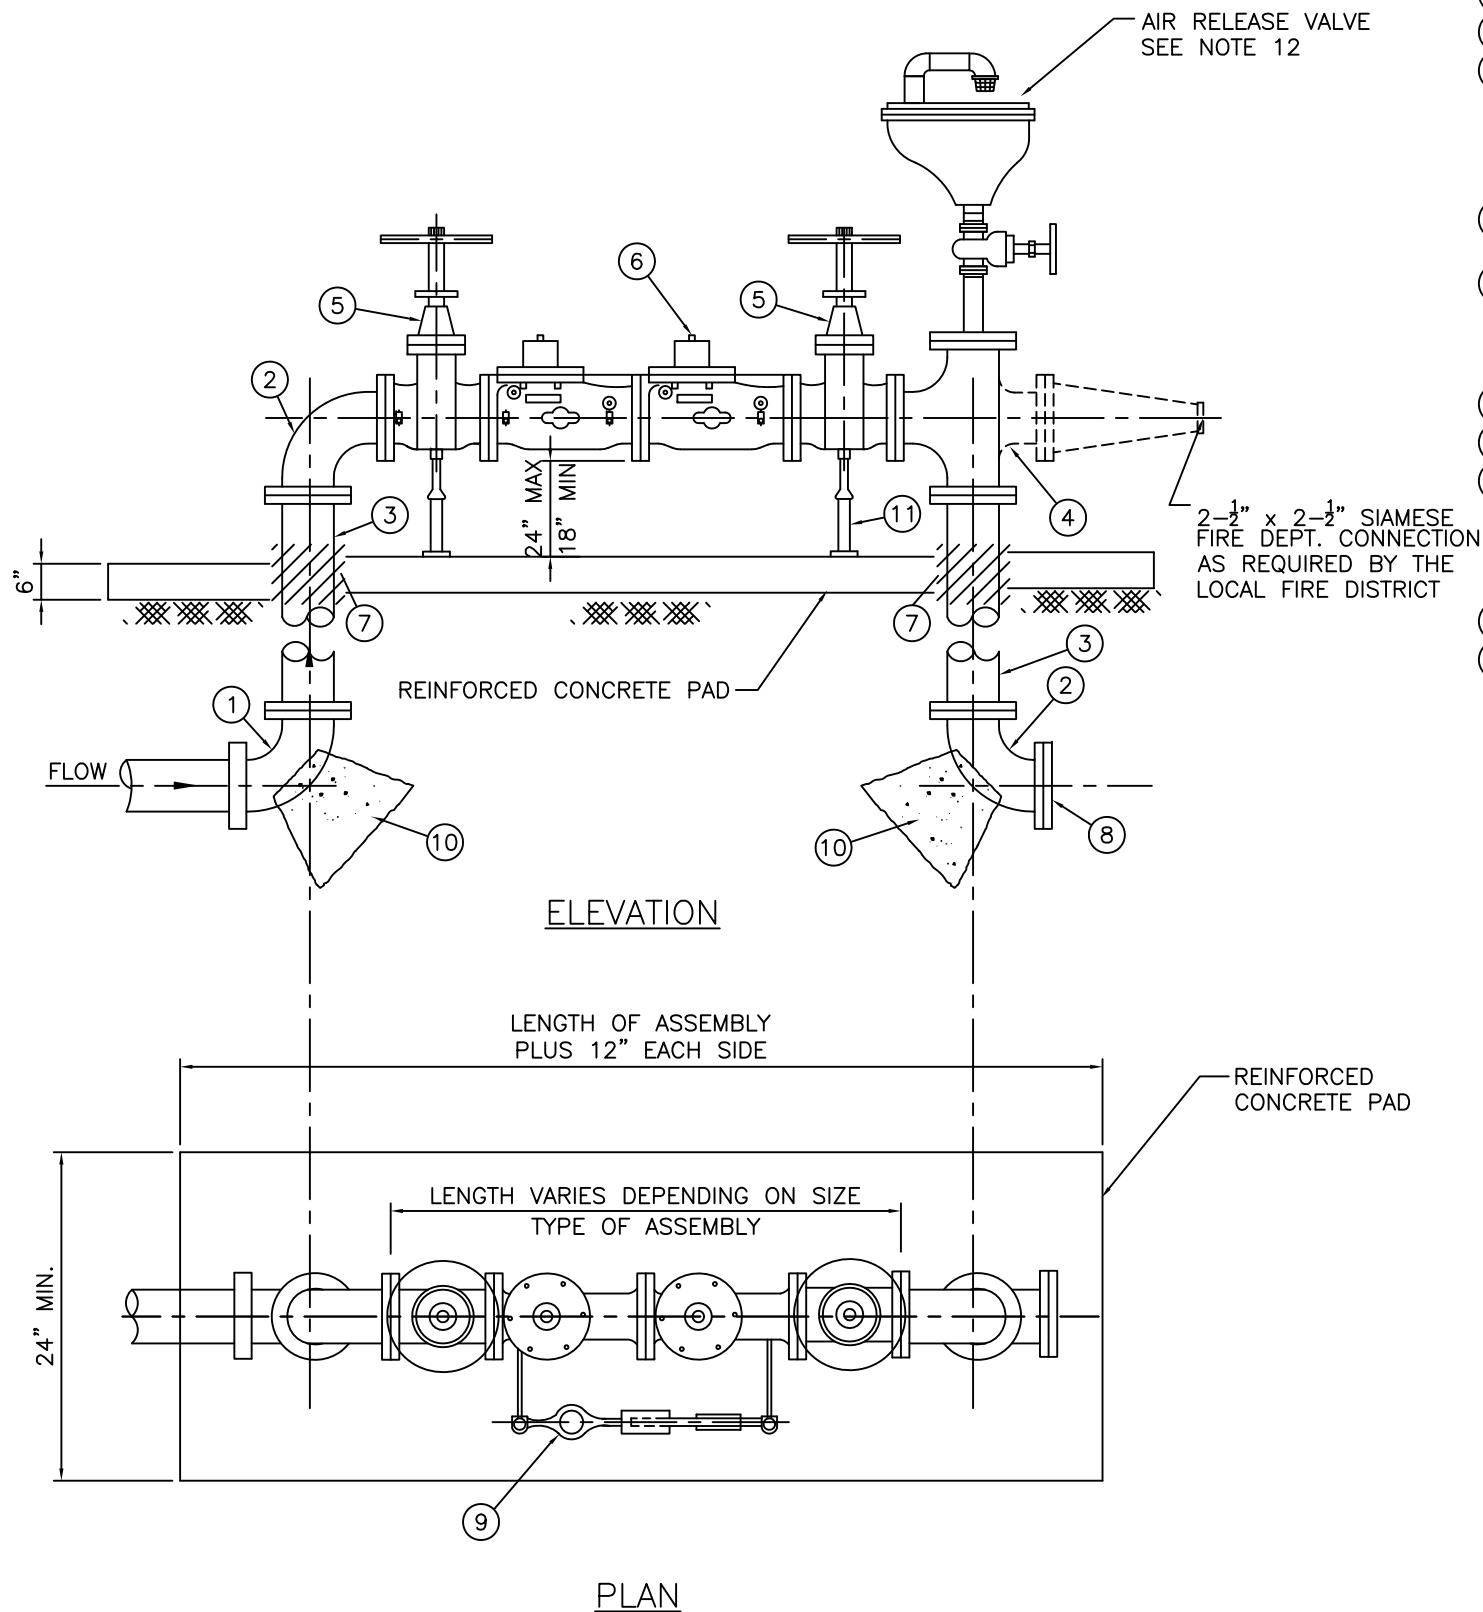 AIR RELEASE VALVE
SEE NOTE 12
6
5
5
2
24" MAX
18" MIN
3
11
4
2-½" x 2-½" SIAMESE
FIRE DEPT. CONNECTION
AS REQUIRED BY THE
LOCAL FIRE DISTRICT
6"
7
7
3
REINFORCED CONCRETE PAD
2
1
FLOW
10
10
8
ELEVATION
LENGTH OF ASSEMBLY
PLUS 12" EACH SIDE
REINFORCED
CONCRETE PAD
LENGTH VARIES DEPENDING ON SIZE
TYPE OF ASSEMBLY
24" MIN.
9
PLAN